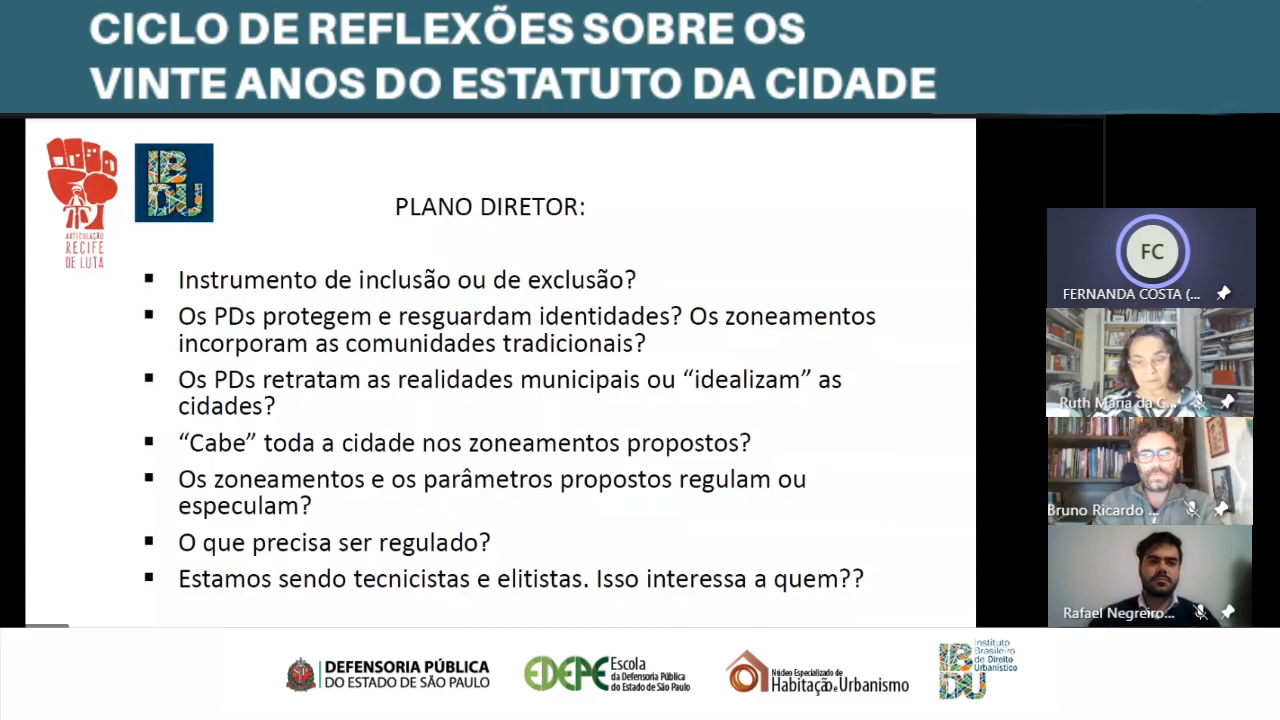 CICLO DE REFLEXÕES SOBRE OS
VINTE ANOS DO ESTATUTO DA CIDADE
ARTICULAÇÃO
RECIFE
DE LUTA
IB
DU
PLANO DIRETOR:
▪ Instrumento de inclusão ou de exclusão?
▪ Os PDs protegem e resguardam identidades? Os zoneamentos
incorporam as comunidades tradicionais?
▪ Os PDs retratam as realidades municipais ou “idealizam” as
cidades?
▪ “Cabe” toda a cidade nos zoneamentos propostos?
▪ Os zoneamentos e os parâmetros propostos regulam ou
especulam?
▪ O que precisa ser regulado?
▪ Estamos sendo tecnicistas e elitistas. Isso interessa a quem??
FC
FERNANDA COSTA (...
Ruth Maria da C...
Bruno Ricardo ...
Rafael Negreiro...
DEFENSORIA PÚBLICA
DO ESTADO DE SÃO PAULO
EDEPE
Escola
da Defensoria Pública
do Estado de São Paulo
Núcleo Especializado de
Habitação e Urbanismo
IB
DU
Instituto
Brasileiro
de Direito
Urbanístico